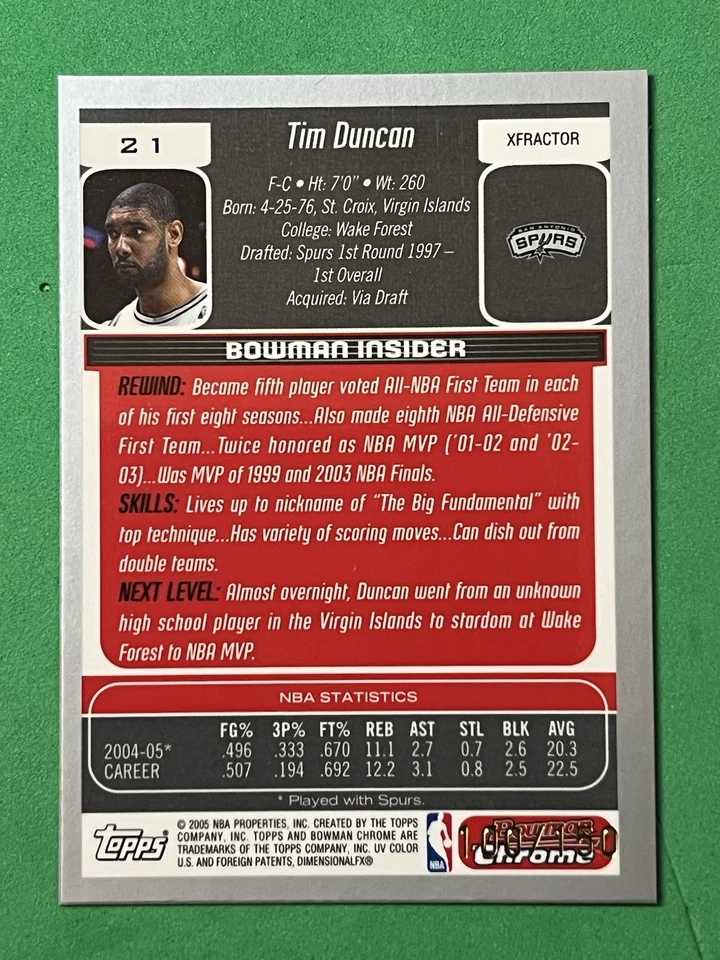 21
Tim Duncan
XFRACTOR
F-C • Ht: 7'0" • Wt: 260
Born: 4-25-76, St. Croix, Virgin Islands
College: Wake Forest
Drafted: Spurs 1st Round 1997 –
1st Overall
Acquired: Via Draft
SAN ANTONIO
SPURS
BOWMAN INSIDER
REWIND: Became fifth player voted All-NBA First Team in each
of his first eight seasons...Also made eighth NBA All-Defensive
First Team...Twice honored as NBA MVP ('01-02 and '02-
03)...Was MVP of 1999 and 2003 NBA Finals.
SKILLS: Lives up to nickname of "The Big Fundamental" with
top technique...Has variety of scoring moves...Can dish out from
double teams.
NEXT LEVEL: Almost overnight, Duncan went from an unknown
high school player in the Virgin Islands to stardom at Wake
Forest to NBA MVP.
NBA STATISTICS
FG% 3P% FT% REB AST STL BLK AVG
2004-05* .496 .333 .670 11.1 2.7 0.7 2.6 20.3
CAREER .507 .194 .692 12.2 3.1 0.8 2.5 22.5
* Played with Spurs.
Topps
© 2005 NBA PROPERTIES, INC. CREATED BY THE TOPPS
COMPANY, INC. TOPPS AND BOWMAN CHROME ARE
TRADEMARKS OF THE TOPPS COMPANY, INC. UV COLOR
U.S. AND FOREIGN PATENTS, DIMENSIONALFX®
NBA
Bowman
Chrome
100/150